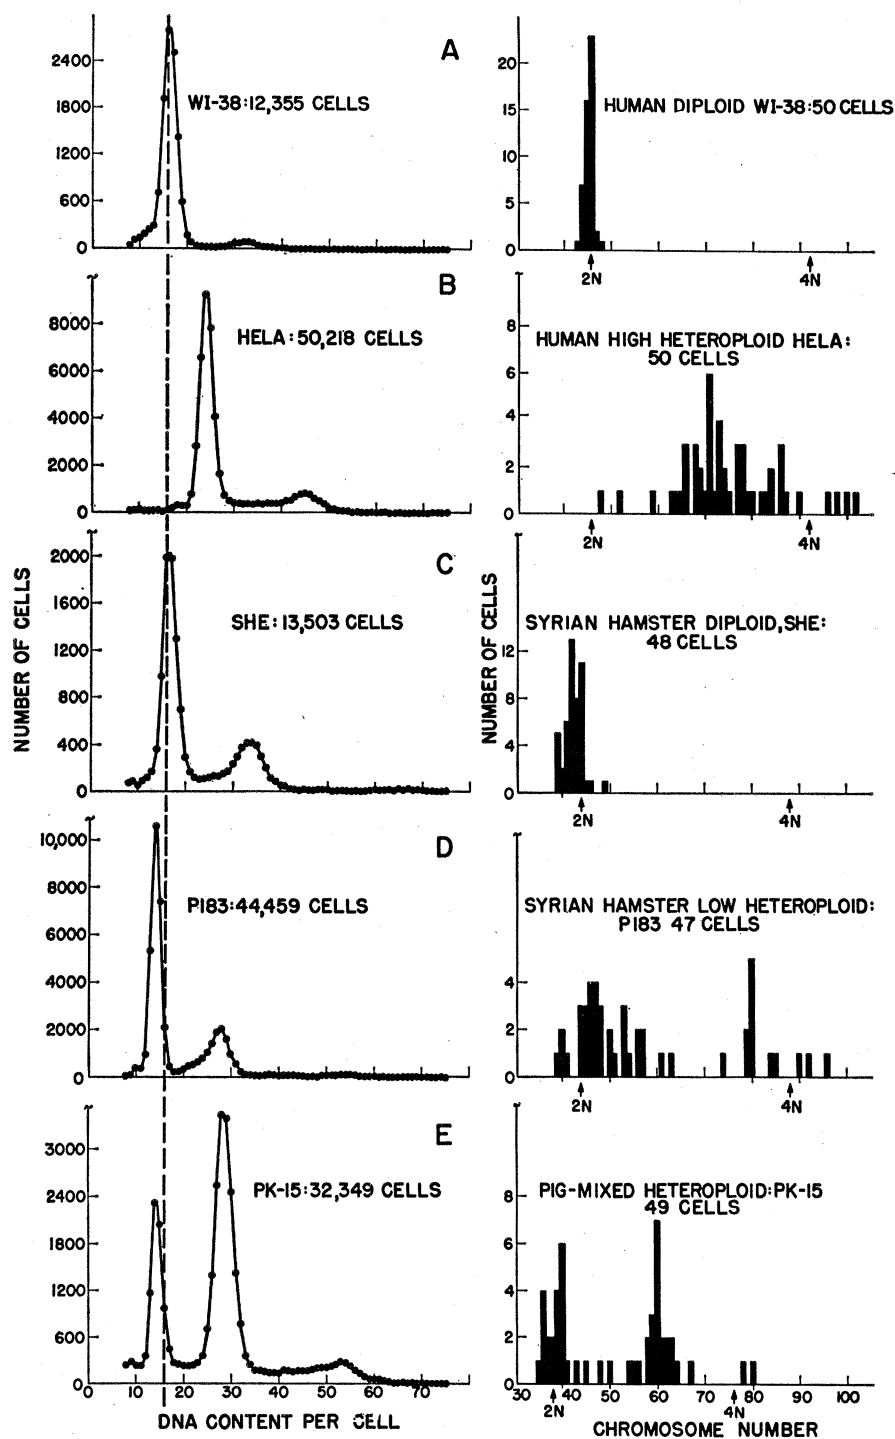 A
2400
1800
1200
600
0
WI-38:12,355 CELLS
20
15
10
5
0
HUMAN DIPLOID WI-38:50 CELLS
2N
4N
B
8000
6000
4000
2000
0
HELA:50,218 CELLS
8
6
4
2
0
HUMAN HIGH HETEROPLOID HELA:
50 CELLS
2N
4N
C
2000
1600
1200
800
400
0
SHE:13,503 CELLS
NUMBER OF CELLS
12
8
4
0
SYRIAN HAMSTER DIPLOID,SHE:
48 CELLS
NUMBER OF CELLS
2N
4N
D
10,000
8000
6000
4000
2000
0
P183:44,459 CELLS
4
2
0
SYRIAN HAMSTER LOW HETEROPLOID:
P183 47 CELLS
2N
4N
E
3000
2400
1800
1200
600
0
PK-15:32,349 CELLS
0 20 30 40 50 60 70
DNA CONTENT PER CELL
8
6
4
2
0
PIG-MIXED HETEROPLOID:PK-15
49 CELLS
30 40 50 60 70 80 90 100
2N
4N
CHROMOSOME NUMBER